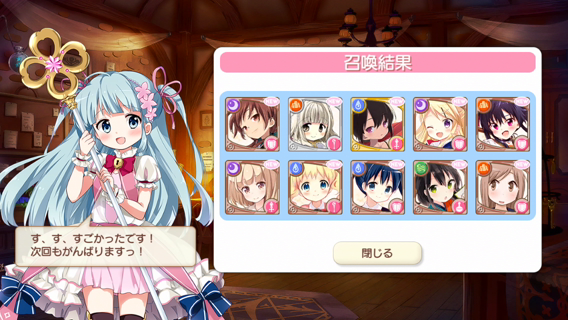 召喚結果
す、す、すごかったです！
次回もがんばりますっ！
閉じる